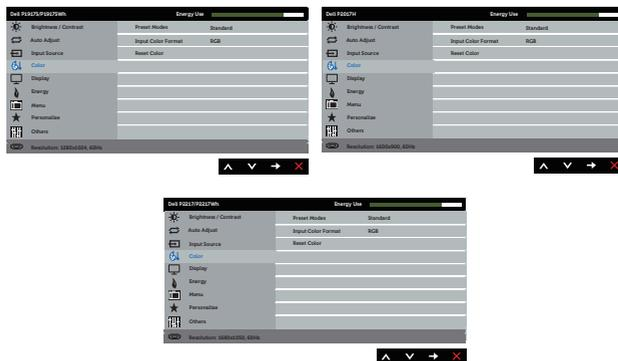 Dell P1917S/P1917SWh Energy Use
Brightness / Contrast Preset Modes Standard
Auto Adjust Input Color Format RGB
Input Source Reset Color
Color
Display
Energy
Menu
Personalize
Others
Resolution: 1280x1024, 60Hz
Dell P2017H Energy Use
Brightness / Contrast Preset Modes Standard
Auto Adjust Input Color Format RGB
Input Source Reset Color
Color
Display
Energy
Menu
Personalize
Others
Resolution: 1600x900, 60Hz
Dell P2217/P2217Wh Energy Use
Brightness / Contrast Preset Modes Standard
Auto Adjust Input Color Format RGB
Input Source Reset Color
Color
Display
Energy
Menu
Personalize
Others
Resolution: 1680x1050, 60Hz